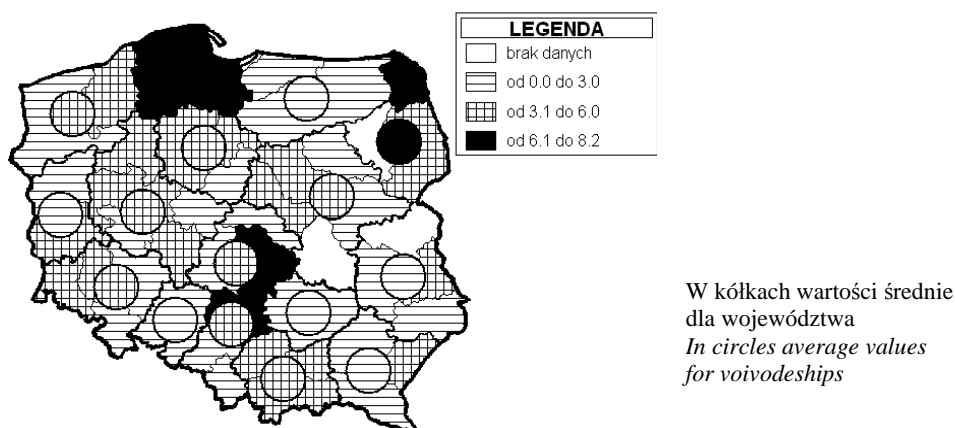 LEGENDA
brak danych
od 0.0 do 3.0
od 3.1 do 6.0
od 6.1 do 8.2
W kółkach wartości średnie
dla województwa
In circles average values
for voivodeships